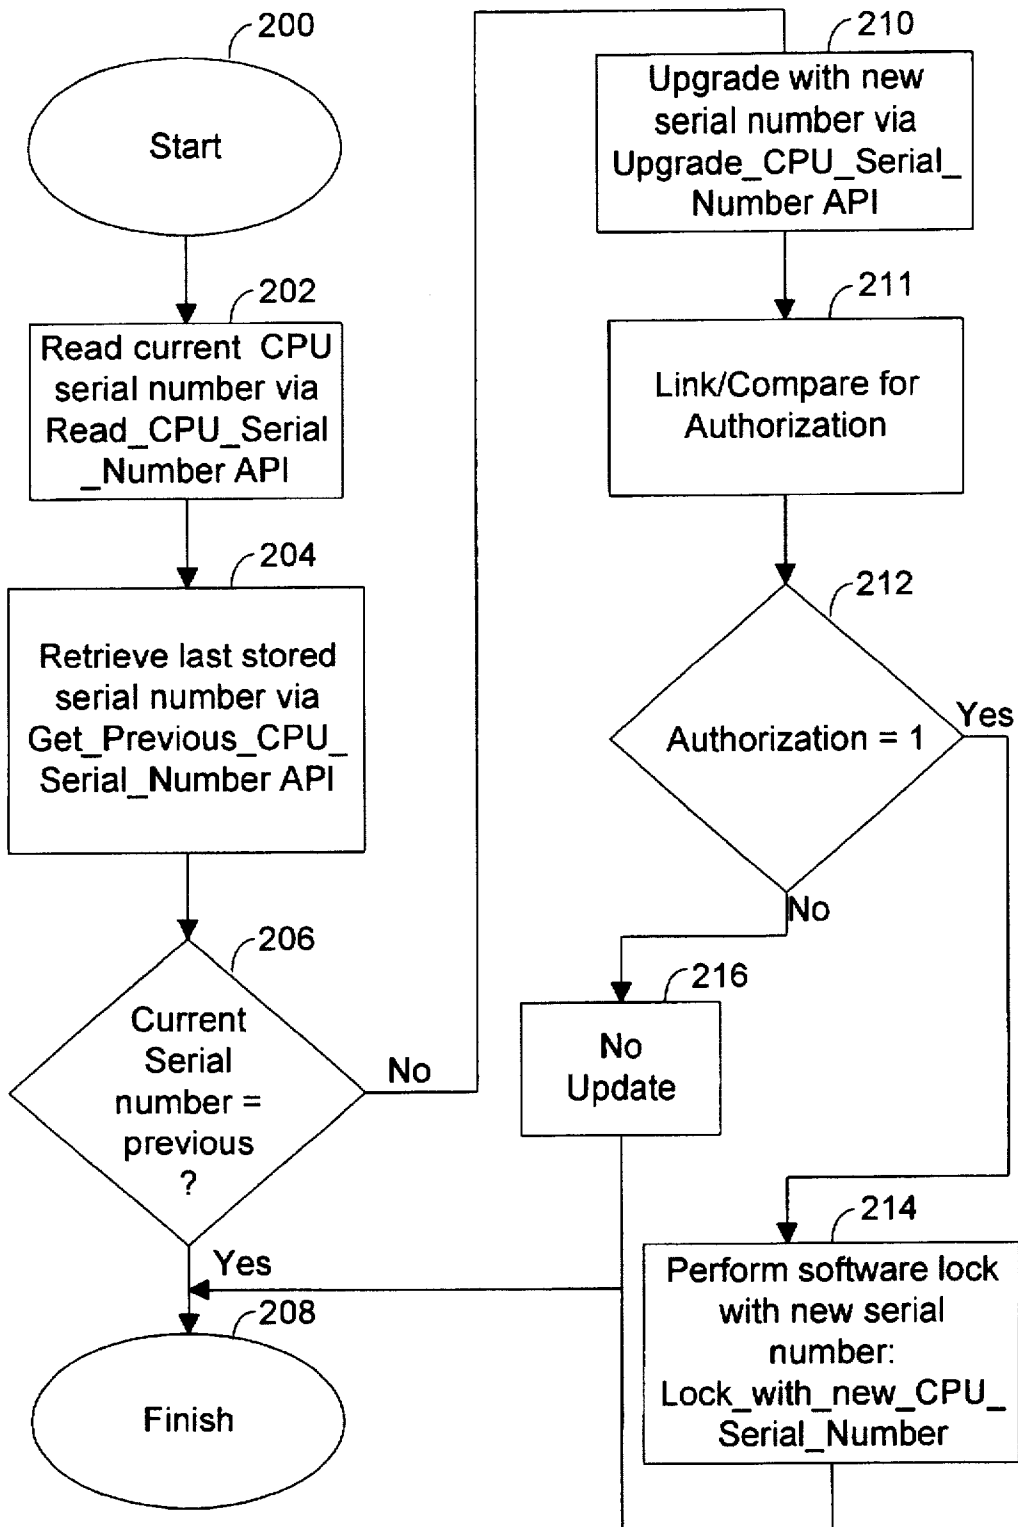 200
Start
202
Read current CPU
serial number via
Read_CPU_Serial
_Number API
204
Retrieve last stored
serial number via
Get_Previous_CPU_
Serial_Number API
206
Current
Serial
number =
previous
?
No
Yes
208
Finish
210
Upgrade with new
serial number via
Upgrade_CPU_Serial_
Number API
211
Link/Compare for
Authorization
212
Authorization = 1
Yes
No
216
No
Update
214
Perform software lock
with new serial
number:
Lock_with_new_CPU_
Serial_Number